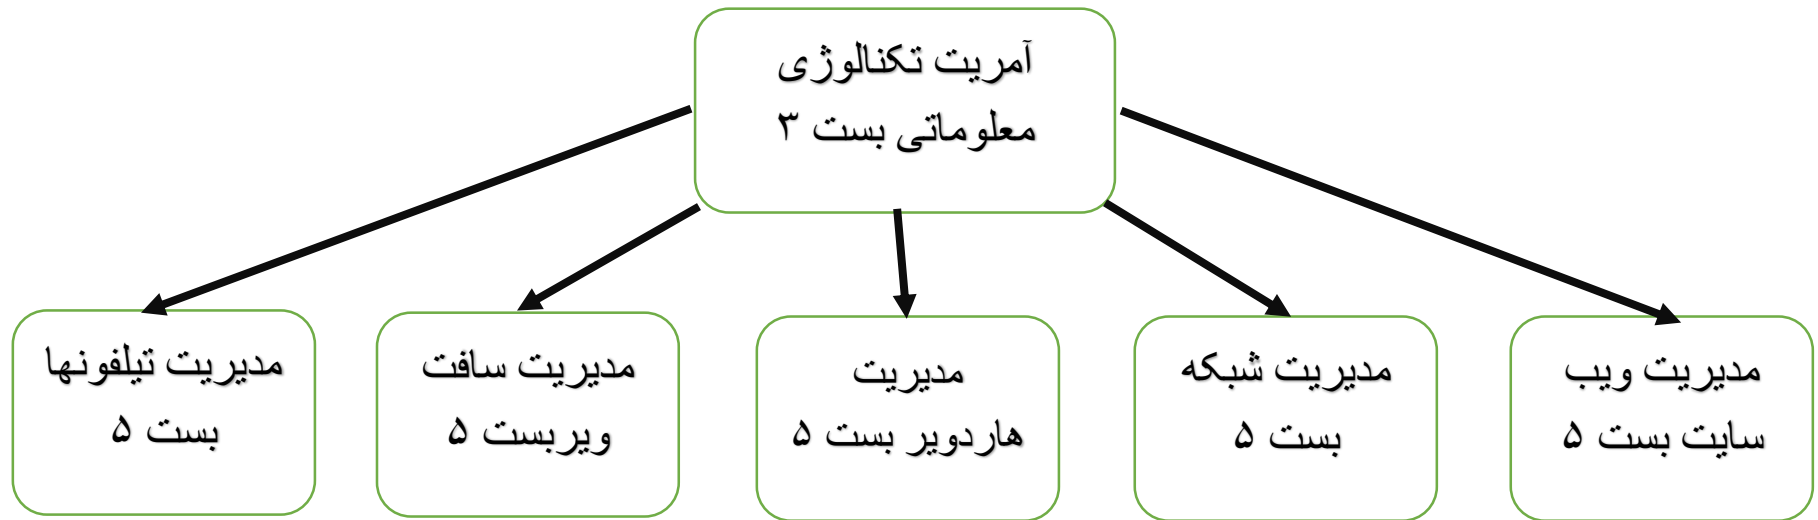 آمریت تکنالوژی
معلوماتی بست ۳
مدیریت ویب
سایت بست ۵
مدیریت شبکه
بست ۵
مدیریت
هاردویر بست ۵
مدیریت سافت
ویربست ۵
مدیریت تیلفونها
بست ۵